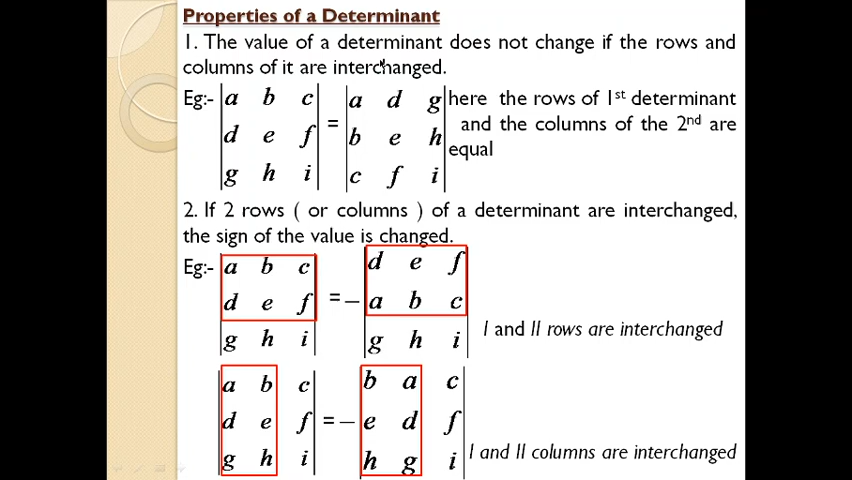 Properties of a Determinant
1. The value of a determinant does not change if the rows and
columns of it are interchanged.
Eg:- | a b c | = | a d g | here the rows of 1st determinant
| d e f | | b e h | and the columns of the 2nd are
equal
| g h i | | c f i |
2. If 2 rows ( or columns ) of a determinant are interchanged,
the sign of the value is changed.
Eg:- | a b c | = – | d e f |
| d e f | | a b c |
| g h i | | g h i | I and II rows are interchanged
| a b c | | b a c |
| d e f | = – | e d f |
| g h i | | h g i | I and II columns are interchanged